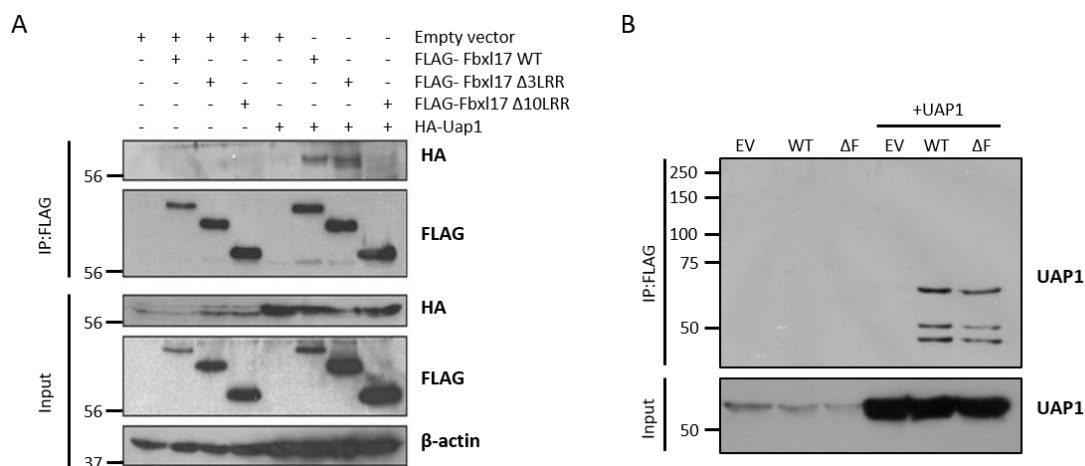 A
+ + + + + - - - Empty vector
- + - - - + - - FLAG- Fbxl17 WT
- - + - - - + - FLAG- Fbxl17 Δ3LRR
- - - + - - - + FLAG-Fbxl17 Δ10LRR
- - - - + + + + HA-Uap1
IP:FLAG
HA
56
FLAG
56
Input
HA
56
FLAG
56
β-actin
37
B
+UAP1
EV WT ΔF EV WT ΔF
IP:FLAG
250
150
100
75
UAP1
50
Input
UAP1
50